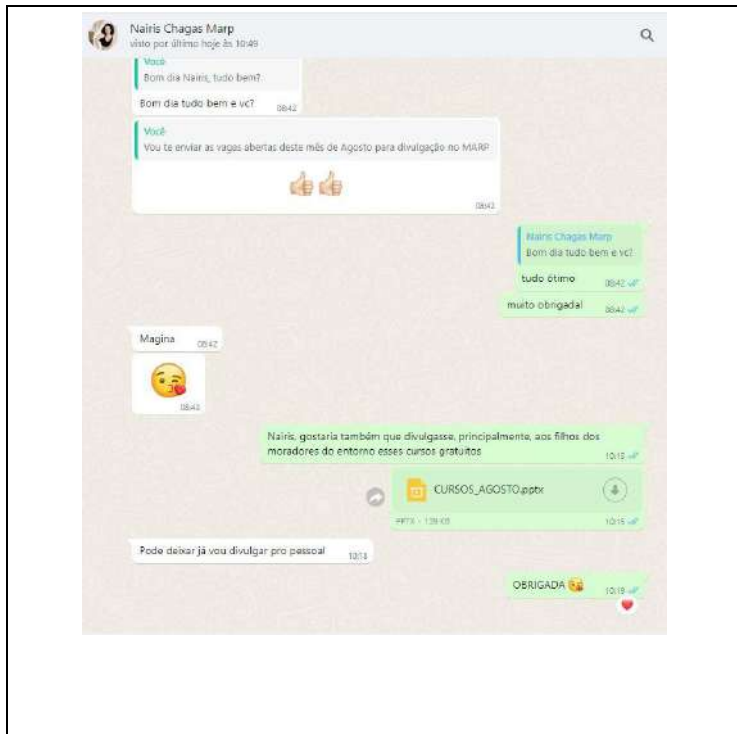 Nairis Chagas Marp
visto por último hoje às 10:49
Você
Bom dia Nairis, tudo bem?
Bom dia tudo bem e vc?
08:42
Você
Vou te enviar as vagas abertas deste mês de Agosto para divulgação no MARP
08:42
Nairis Chagas Marp
Bom dia tudo bem e vc?
tudo ótimo
08:42
muito obrigada!
08:42
Magina
08:42
08:43
Nairis, gostaria também que divulgasse, principalmente, aos filhos dos
moradores do entorno esses cursos gratuitos
10:15
CURSOS_AGOSTO.pptx
PPTX
10:15
Pode deixar já vou divulgar pro pessoal
10:18
OBRIGADA
10:19